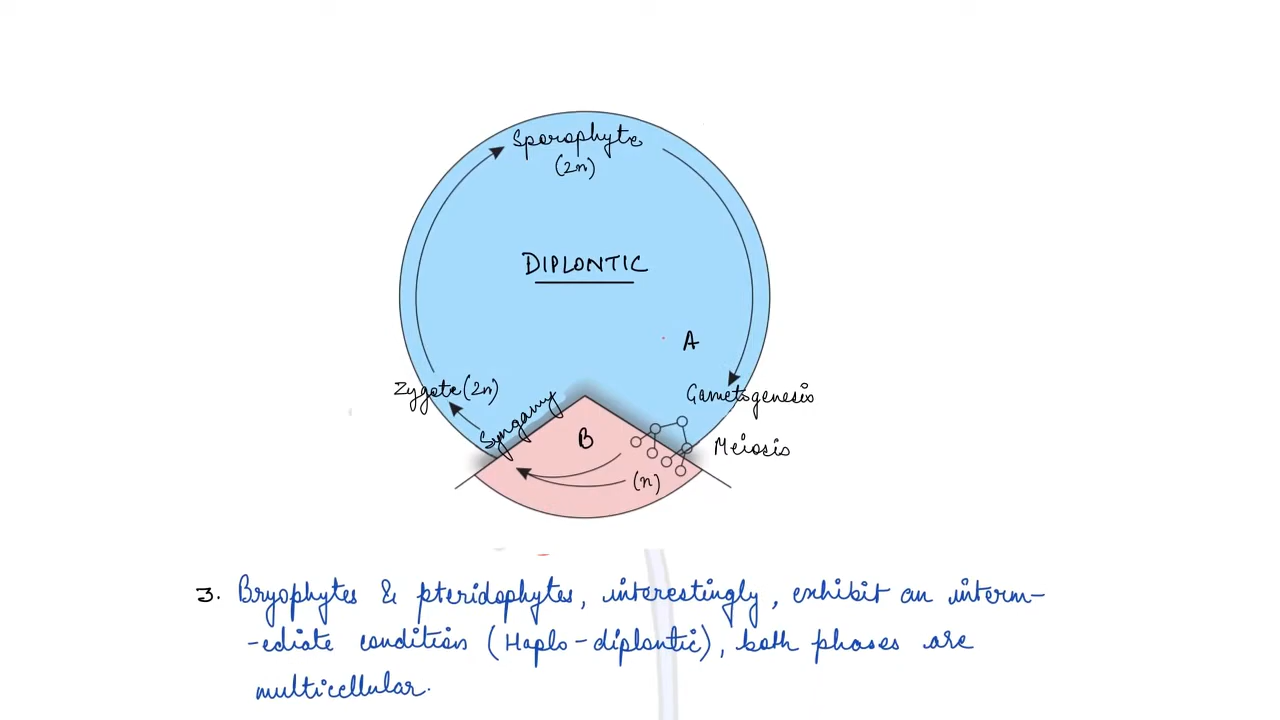 Sporophyte
(2n)
DIPLONTIC
A
Zygote (2n)
Gametogenesis
Syngamy
B
Meiosis
(n)
3. Bryophytes & pteridophytes, interestingly, exhibit an interm-
-ediate condition (Haplo-diplontic), both phases are
multicellular.